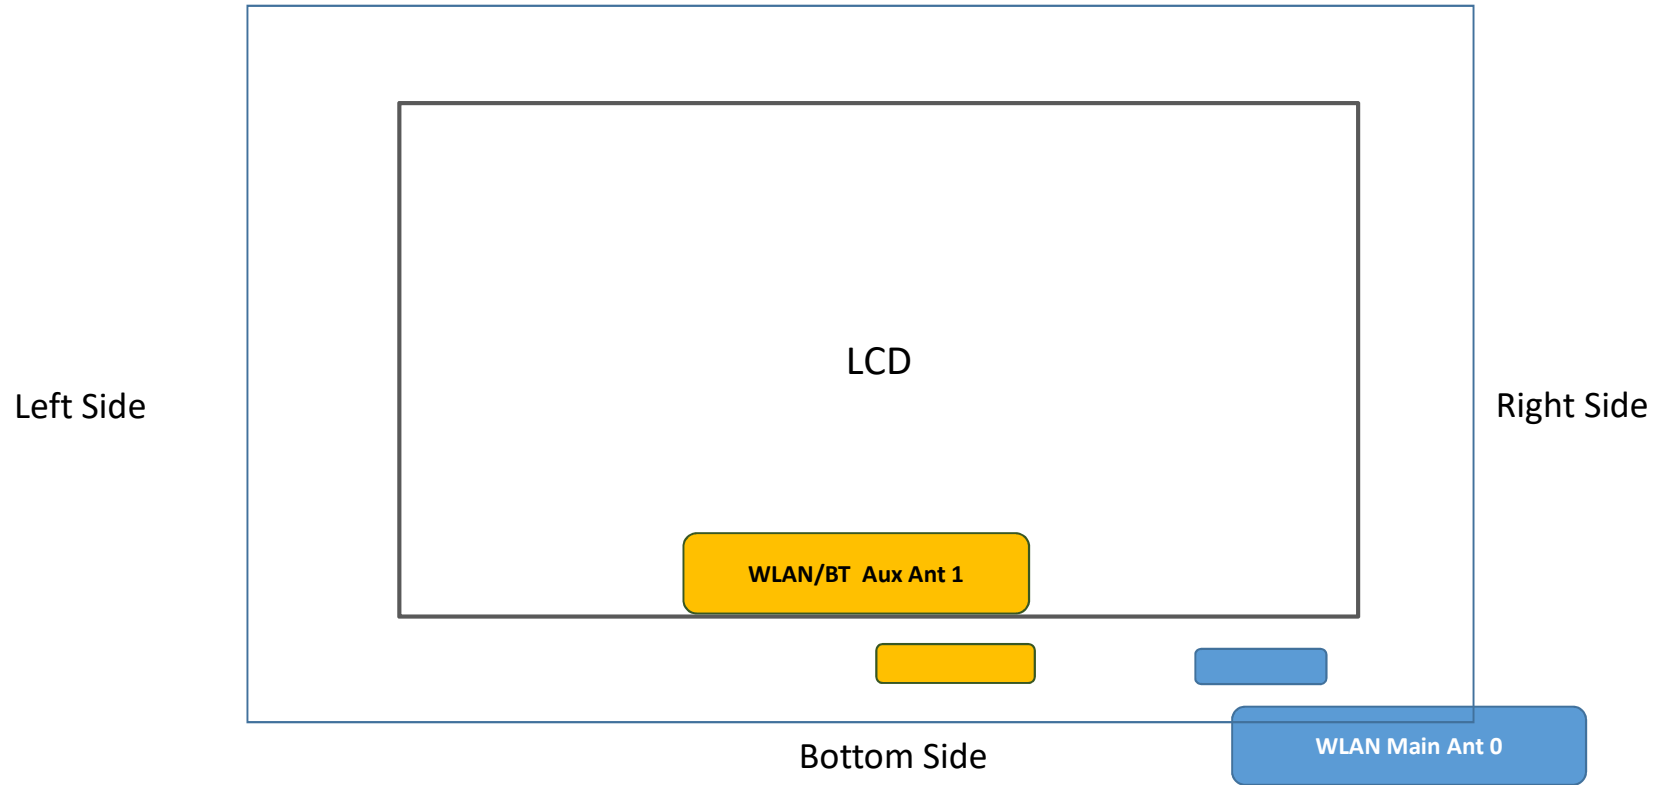 LCD
Left Side
Right Side
WLAN/BT Aux Ant 1
WLAN Main Ant 0
Bottom Side